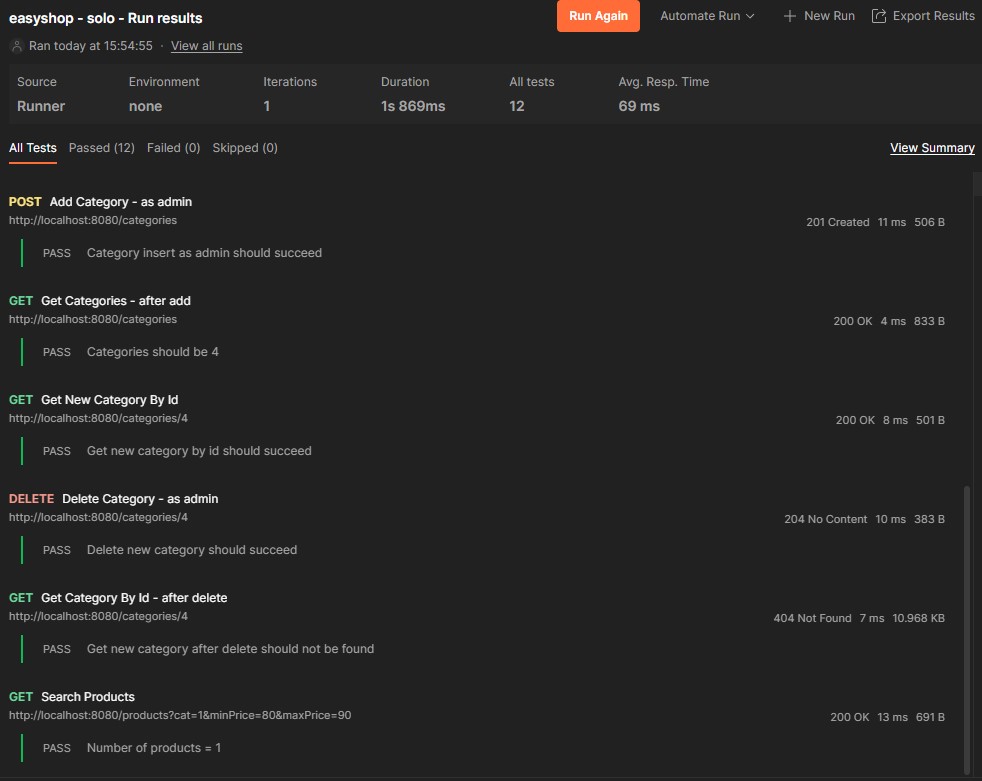 easyshop - solo - Run results
Run Again Automate Run New Run Export Results
Ran today at 15:54:55 · View all runs
Source Environment Iterations Duration All tests Avg. Resp. Time
Runner none 1 1s 869ms 12 69 ms
All Tests Passed (12) Failed (0) Skipped (0) View Summary
POST Add Category - as admin
http://localhost:8080/categories
201 Created 11 ms 506 B
PASS Category insert as admin should succeed
GET Get Categories - after add
http://localhost:8080/categories
200 OK 4 ms 833 B
PASS Categories should be 4
GET Get New Category By Id
http://localhost:8080/categories/4
200 OK 8 ms 501 B
PASS Get new category by id should succeed
DELETE Delete Category - as admin
http://localhost:8080/categories/4
204 No Content 10 ms 383 B
PASS Delete new category should succeed
GET Get Category By Id - after delete
http://localhost:8080/categories/4
404 Not Found 7 ms 10.968 KB
PASS Get new category after delete should not be found
GET Search Products
http://localhost:8080/products?cat=1&minPrice=80&maxPrice=90
200 OK 13 ms 691 B
PASS Number of products = 1